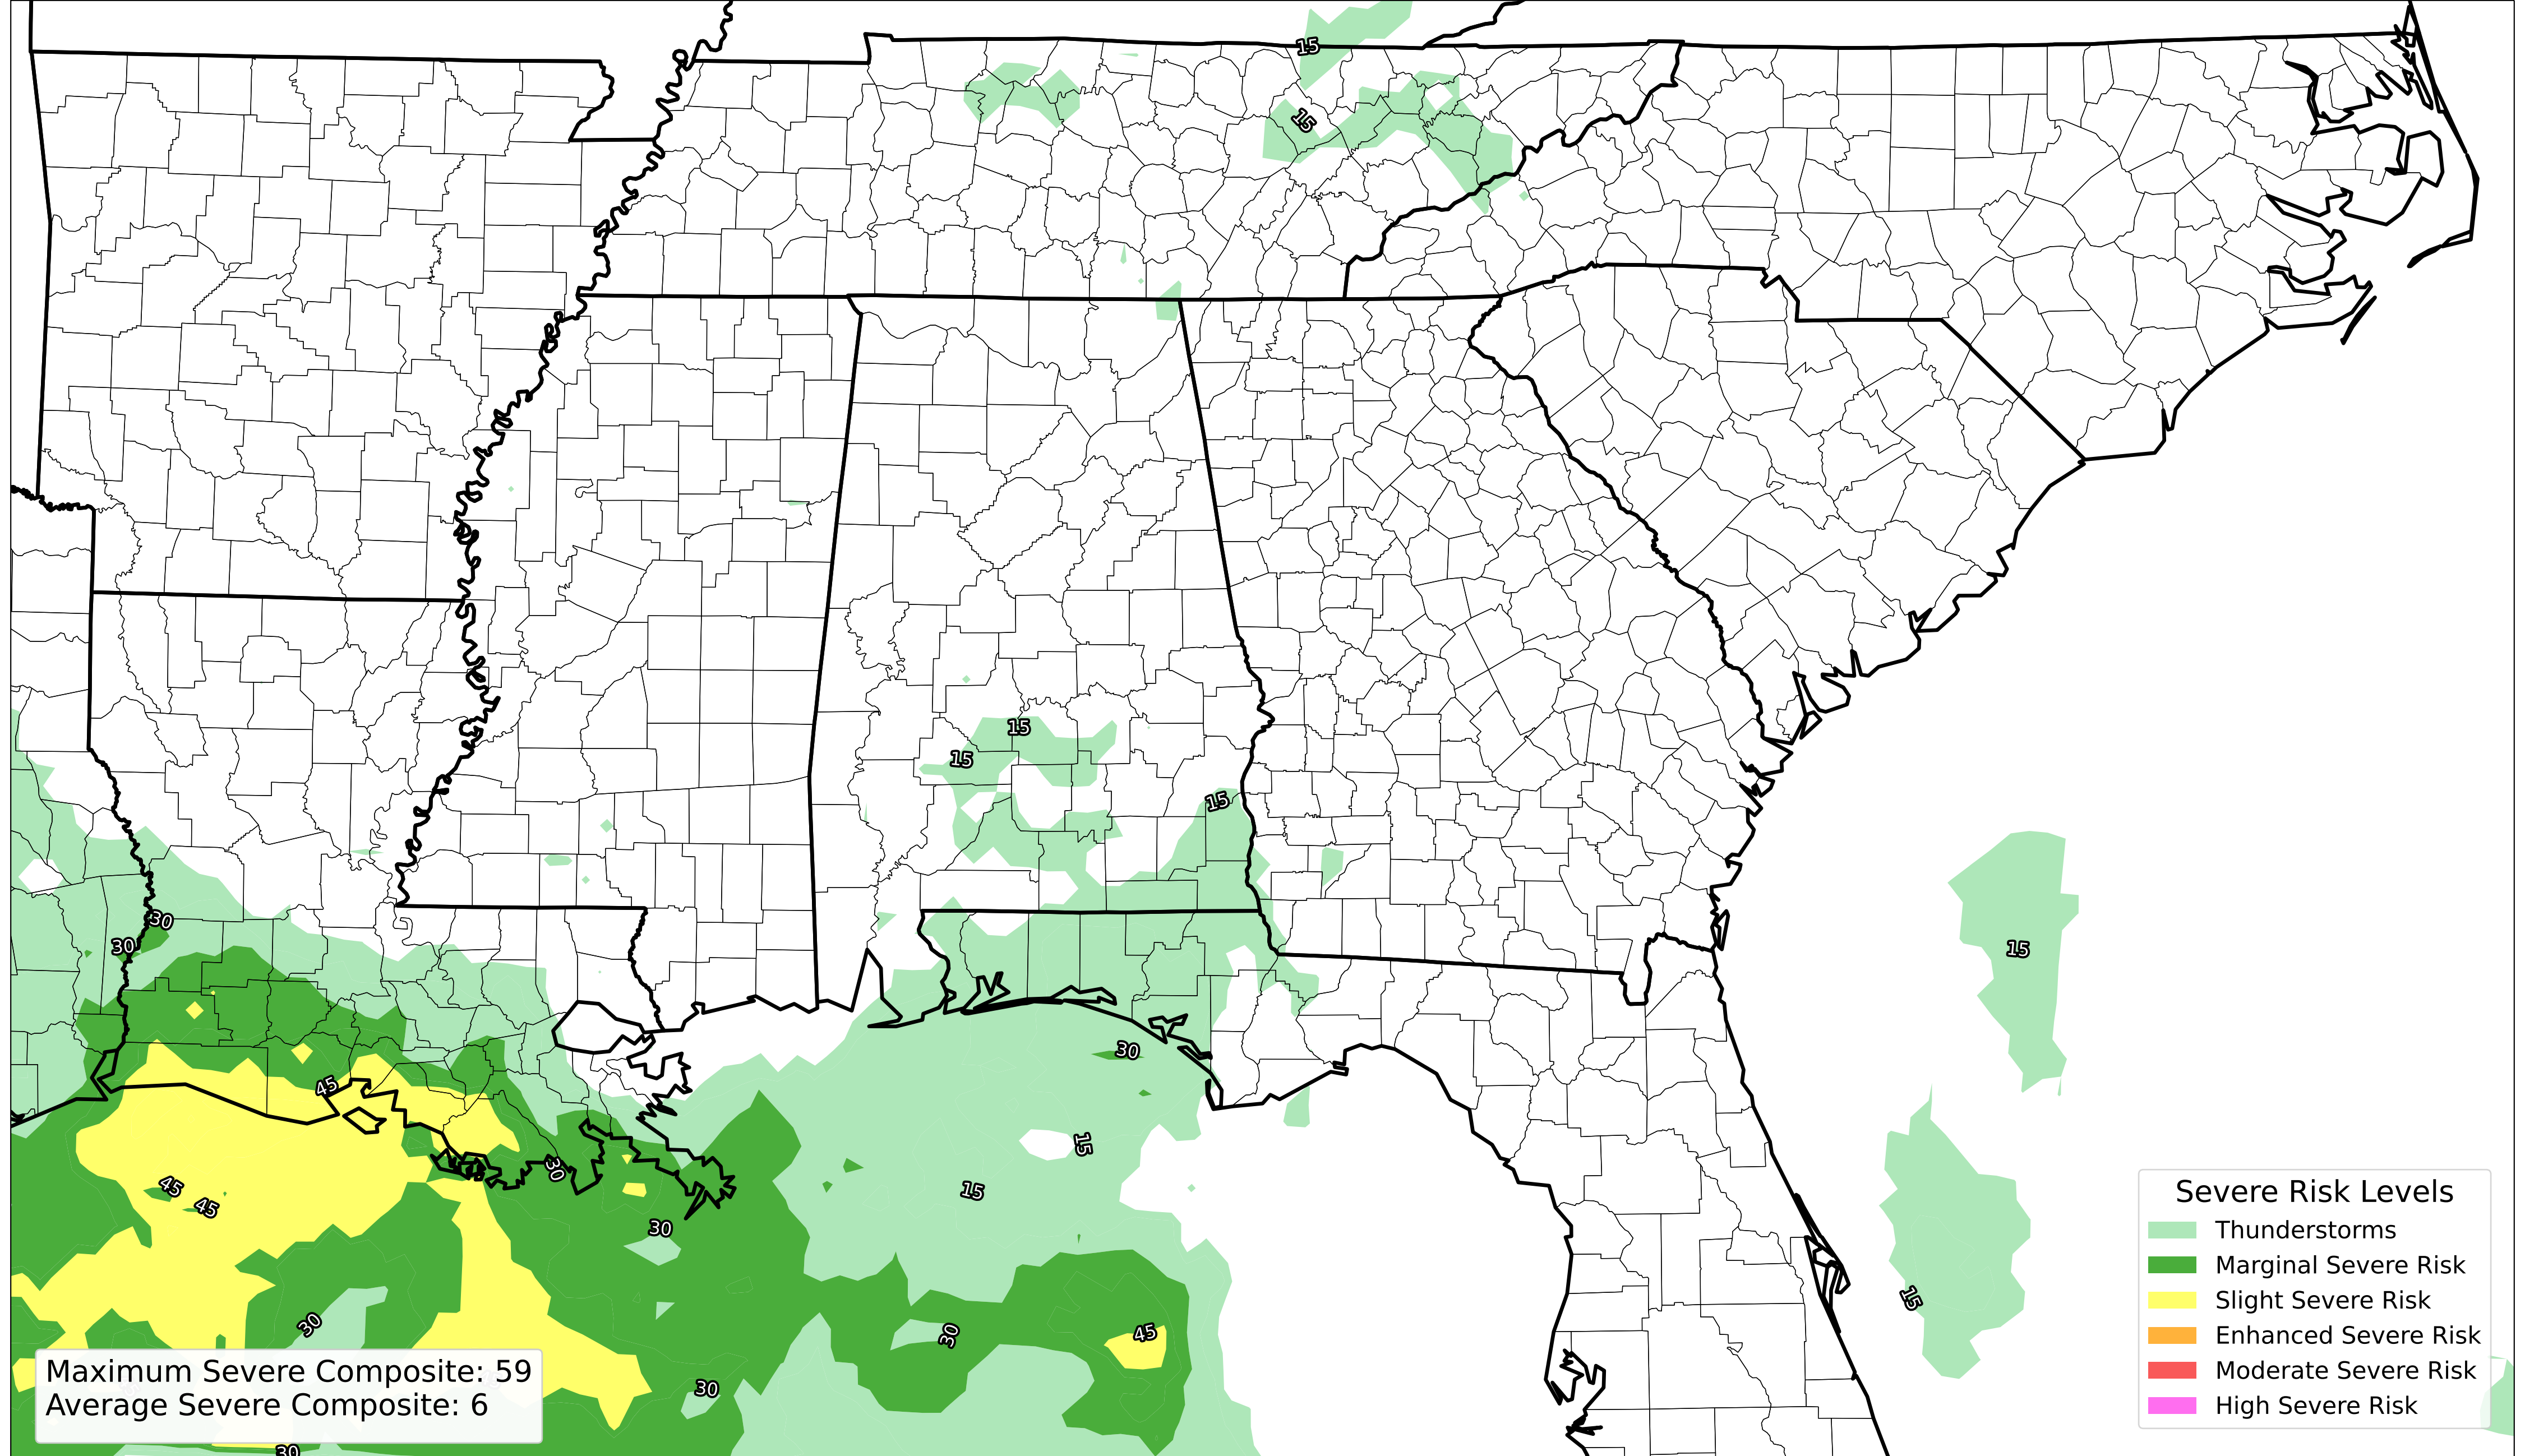 15
15
15
15
15
30
30
15
30
45
15
30
45
45
15
30
15
30
30
45
30
30
Severe Risk Levels
Thunderstorms
Marginal Severe Risk
Slight Severe Risk
Enhanced Severe Risk
Moderate Severe Risk
High Severe Risk
Maximum Severe Composite: 59
Average Severe Composite: 6